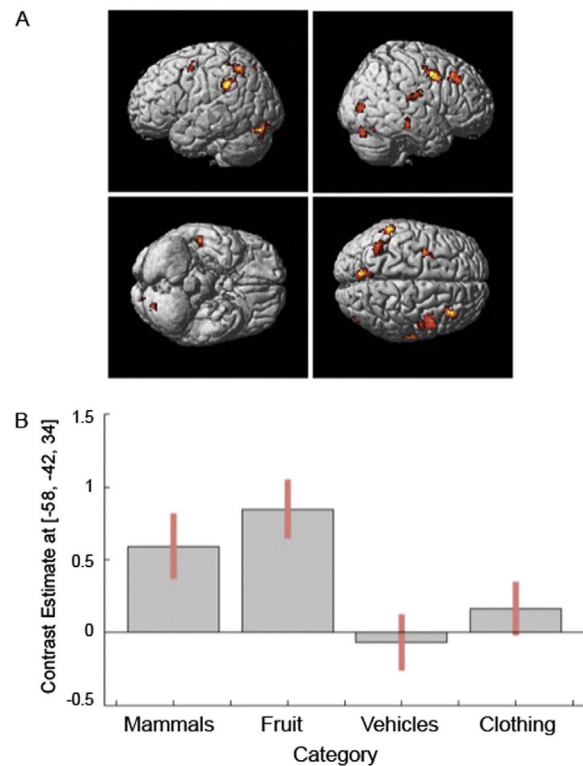 A
B
Contrast Estimate at [-58, -42, 34]
1.5
1
0.5
0
-0.5
Mammals Fruit Vehicles Clothing
Category